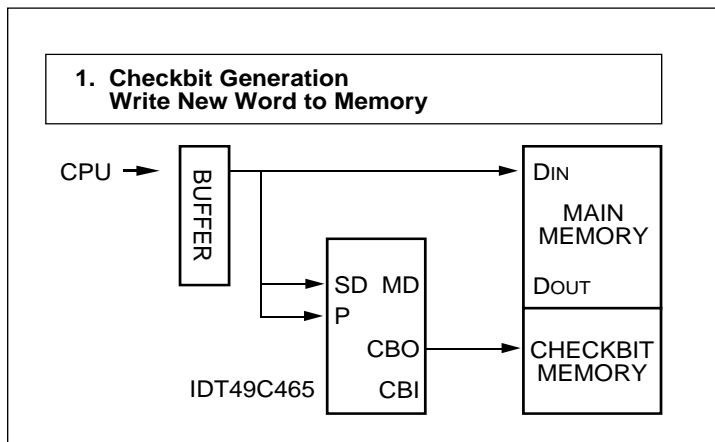 1. Checkbit Generation
Write New Word to Memory
CPU
BUFFER
DIN
MAIN
MEMORY
DOUT
SD MD
P
CBO
CBI
IDT49C465
CHECKBIT
MEMORY